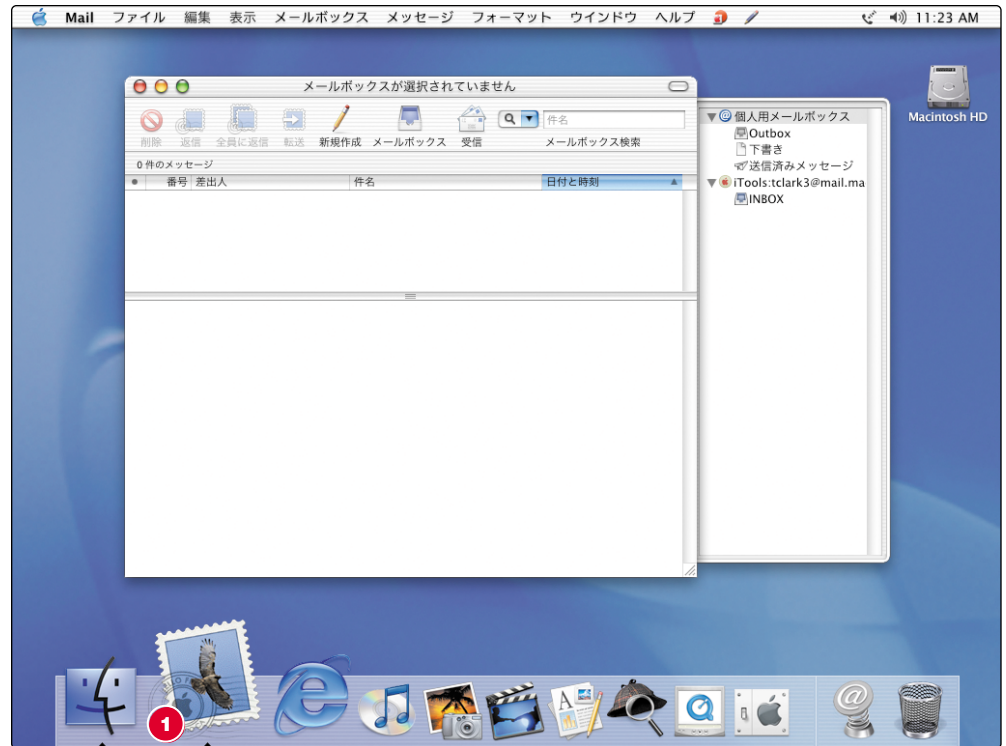 Mail ファイル 編集 表示 メールボックス メッセージ フォーマット ウインドウ ヘルプ 11:23 AM
メールボックスが選択されていません
Macintosh HD
削除 返信 全員に返信 転送 新規作成 メールボックス 受信 件名
メールボックス検索
0 件のメッセージ
番号 差出人 件名 日付と時刻
個人用メールボックス
Outbox
下書き
送信済みメッセージ
iTools:tclark3@mail.ma
INBOX
1